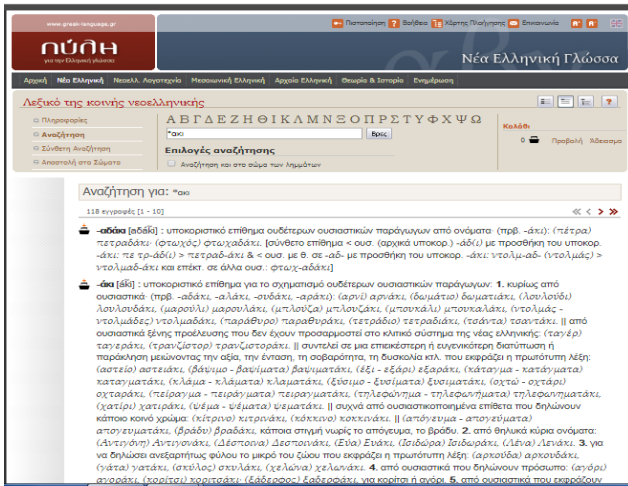 www.greek-language.gr
Πιστοποίηση Βοήθεια Χάρτης Πλοήγησης Επικοινωνία
πύλη
για την Ελληνική γλώσσα
Νέα Ελληνική Γλώσσα
Αρχική Νέα Ελληνική Νεοελλ. Λογοτεχνία Μεσαιωνική Ελληνική Αρχαία Ελληνική Θεωρία & Ιστορία Ενημέρωση
Λεξικό της κοινής νεοελληνικής
Πληροφορίες
Αναζήτηση
Σύνθετη Αναζήτηση
Αποστολή στο Σώματο
Α Β Γ Δ Ε Ζ Η Θ Ι Κ Λ Μ Ν Ξ Ο Π Ρ Σ Τ Υ Φ Χ Ψ Ω
*ακι Βρες
Επιλογές αναζήτησης
Αναζήτηση και στο σώμα των λημμάτων
Καλάθι
0 Προβολή Άδειασμα
Αναζήτηση για: *ακι
118 εγγραφές [1 - 10] << < > >>
-αδάκι [aδáḱi] : υποκοριστικό επίθημα ουδέτερων ουσιαστικών παράγωγων από ονόματα· (πρβ. -άκι): (πέτρα)
πετραδάκι· (φτωχός) φτωχαδάκι. [σύνθετο επίθημα < ουσ. (αρχικά υποκορ.) -άδ(ι) με προσθήκη του υποκορ.
-άκι: πε τρ-άδ(ι) > πετραδ-άκι & < ουσ. με θ. σε -αδ- με προσθήκη του υποκορ. -άκι: ντολμ-αδ- (ντολμάς) >
ντολμαδ-άκι και επέκτ. σε άλλα ουσ.: φτωχ-αδάκι]
-άκι [áḱi] : υποκοριστικό επίθημα για το σχηματισμό ουδέτερων ουσιαστικών παράγωγων: 1. κυρίως από
ουσιαστικά· (πρβ. -αδάκι, -αλάκι, -ουδάκι, -αράκι): (αρνί) αρνάκι, (δωμάτιο) δωματιάκι, (λουλούδι)
λουλουδάκι, (μαρούλι) μαρουλάκι, (μπλούζα) μπλουζάκι, (μπουκάλι) μπουκαλάκι, (ντολμάς -
ντολμάδες) ντολμαδάκι, (παράθυρο) παραθυράκι, (τετράδιο) τετραδιάκι, (τσάντα) τσαντάκι. || από
ουσιαστικά ξένης προέλευσης που δεν έχουν προσαρμοστεί στο κλιτικό σύστημα της νέας ελληνικής: (ταγέρ)
ταγεράκι, (τρανζίστορ) τρανζιστοράκι. || συντελεί σε μια επιεικέστερη ή ευγενικότερη διατύπωση ή
παράκληση μειώνοντας την αξία, την ένταση, τη σοβαρότητα, τη δυσκολία κτλ. που εκφράζει η πρωτότυπη λέξη:
(αστείο) αστειάκι, (βάψιμο - βαψίματα) βαψιματάκι, (έξι - εξάρι) εξαράκι, (κάταγμα - κατάγματα)
καταγματάκι, (κλάμα - κλάματα) κλαματάκι, (ξύσιμο - ξυσίματα) ξυσιματάκι, (οχτώ - οχτάρι)
οχταράκι, (πείραγμα - πειράγματα) πειραγματάκι, (τηλεφώνημα - τηλεφωνήματα) τηλεφωνηματάκι,
(χατίρι) χατιράκι, (ψέμα - ψέματα) ψεματάκι. || συχνά από ουσιαστικοποιημένα επίθετα που δηλώνουν
κάποιο κοινό χρώμα: (κίτρινο) κιτρινάκι, (κόκκινο) κοκκινάκι. || (απόγευμα - απογεύματα)
απογευματάκι, (βράδυ) βραδάκι, κάποια στιγμή νωρίς το απόγευμα, το βράδυ. 2. από θηλυκά κύρια ονόματα:
(Αντιγόνη) Αντιγονάκι, (Δέσποινα) Δεσποινάκι, (Εύα) Ευάκι, (Ισιδώρα) Ισιδωράκι, (Λένα) Λενάκι. 3. για
να δηλώσει ανεξαρτήτως φύλου το μικρό του ζώου που εκφράζει η πρωτότυπη λέξη: (αρκούδα) αρκουδάκι,
(γάτα) γατάκι, (σκύλος) σκυλάκι, (χελώνα) χελωνάκι. 4. από ουσιαστικά που δηλώνουν πρόσωπο: (αγόρι)
αγοράκι, (κορίτσι) κοριτσάκι· (ξάδερφος) ξαδερφάκι, για κορίτσι ή αγόρι. 5. από ουσιαστικά που εκφράζουν